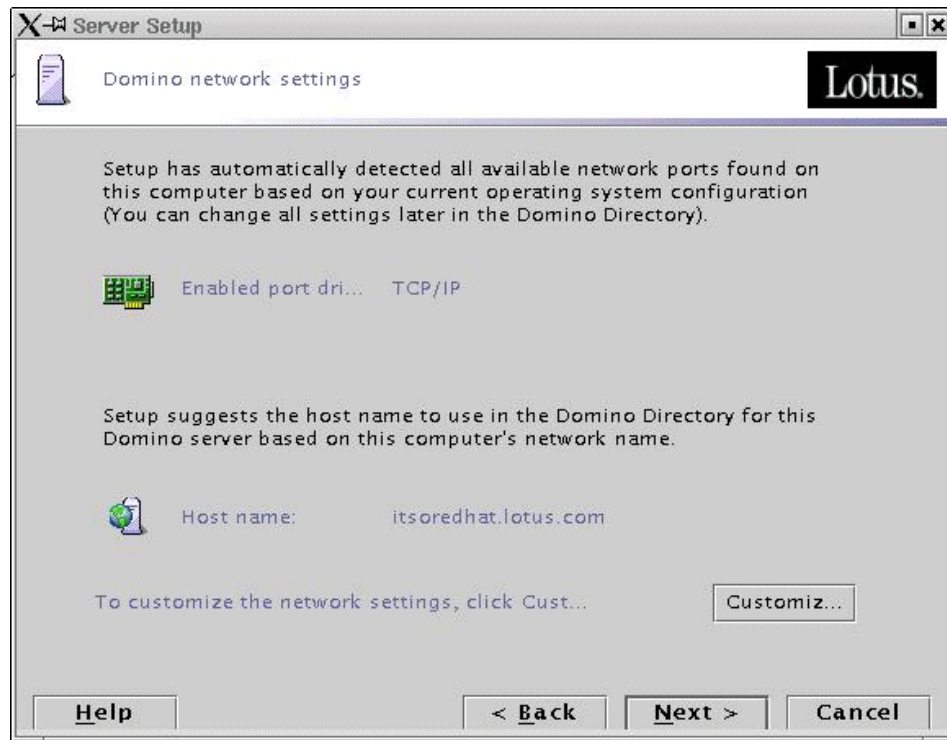 Server Setup
Domino network settings
Lotus.
Setup has automatically detected all available network ports found on
this computer based on your current operating system configuration
(You can change all settings later in the Domino Directory).
Enabled port dri... TCP/IP
Setup suggests the host name to use in the Domino Directory for this
Domino server based on this computer's network name.
Host name: itsoredhat.lotus.com
To customize the network settings, click Cust... Customiz...
Help < Back Next > Cancel